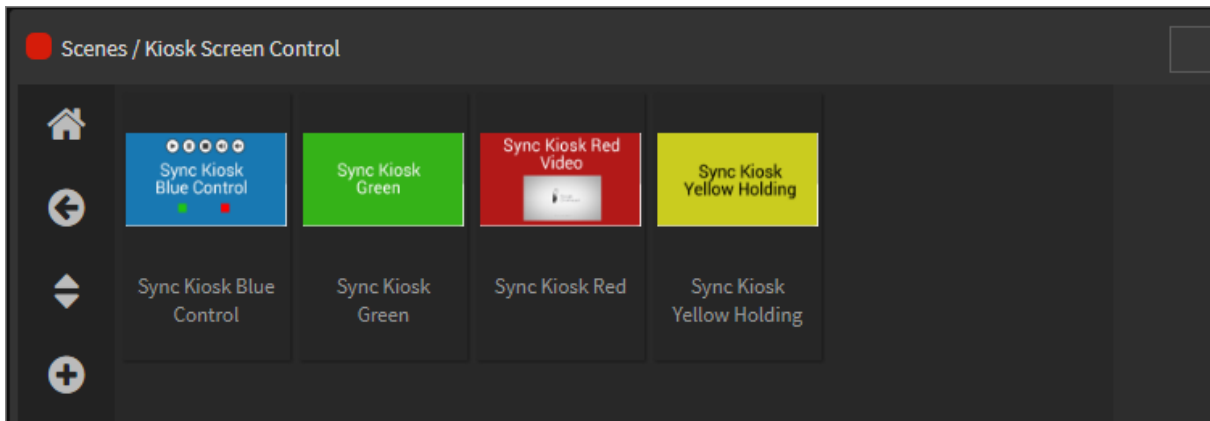 Scenes / Kiosk Screen Control
Sync Kiosk
Blue Control
Sync Kiosk
Green
Sync Kiosk Red
Video
Sync Kiosk
Yellow Holding
Sync Kiosk Blue
Control
Sync Kiosk
Green
Sync Kiosk Red
Sync Kiosk
Yellow Holding